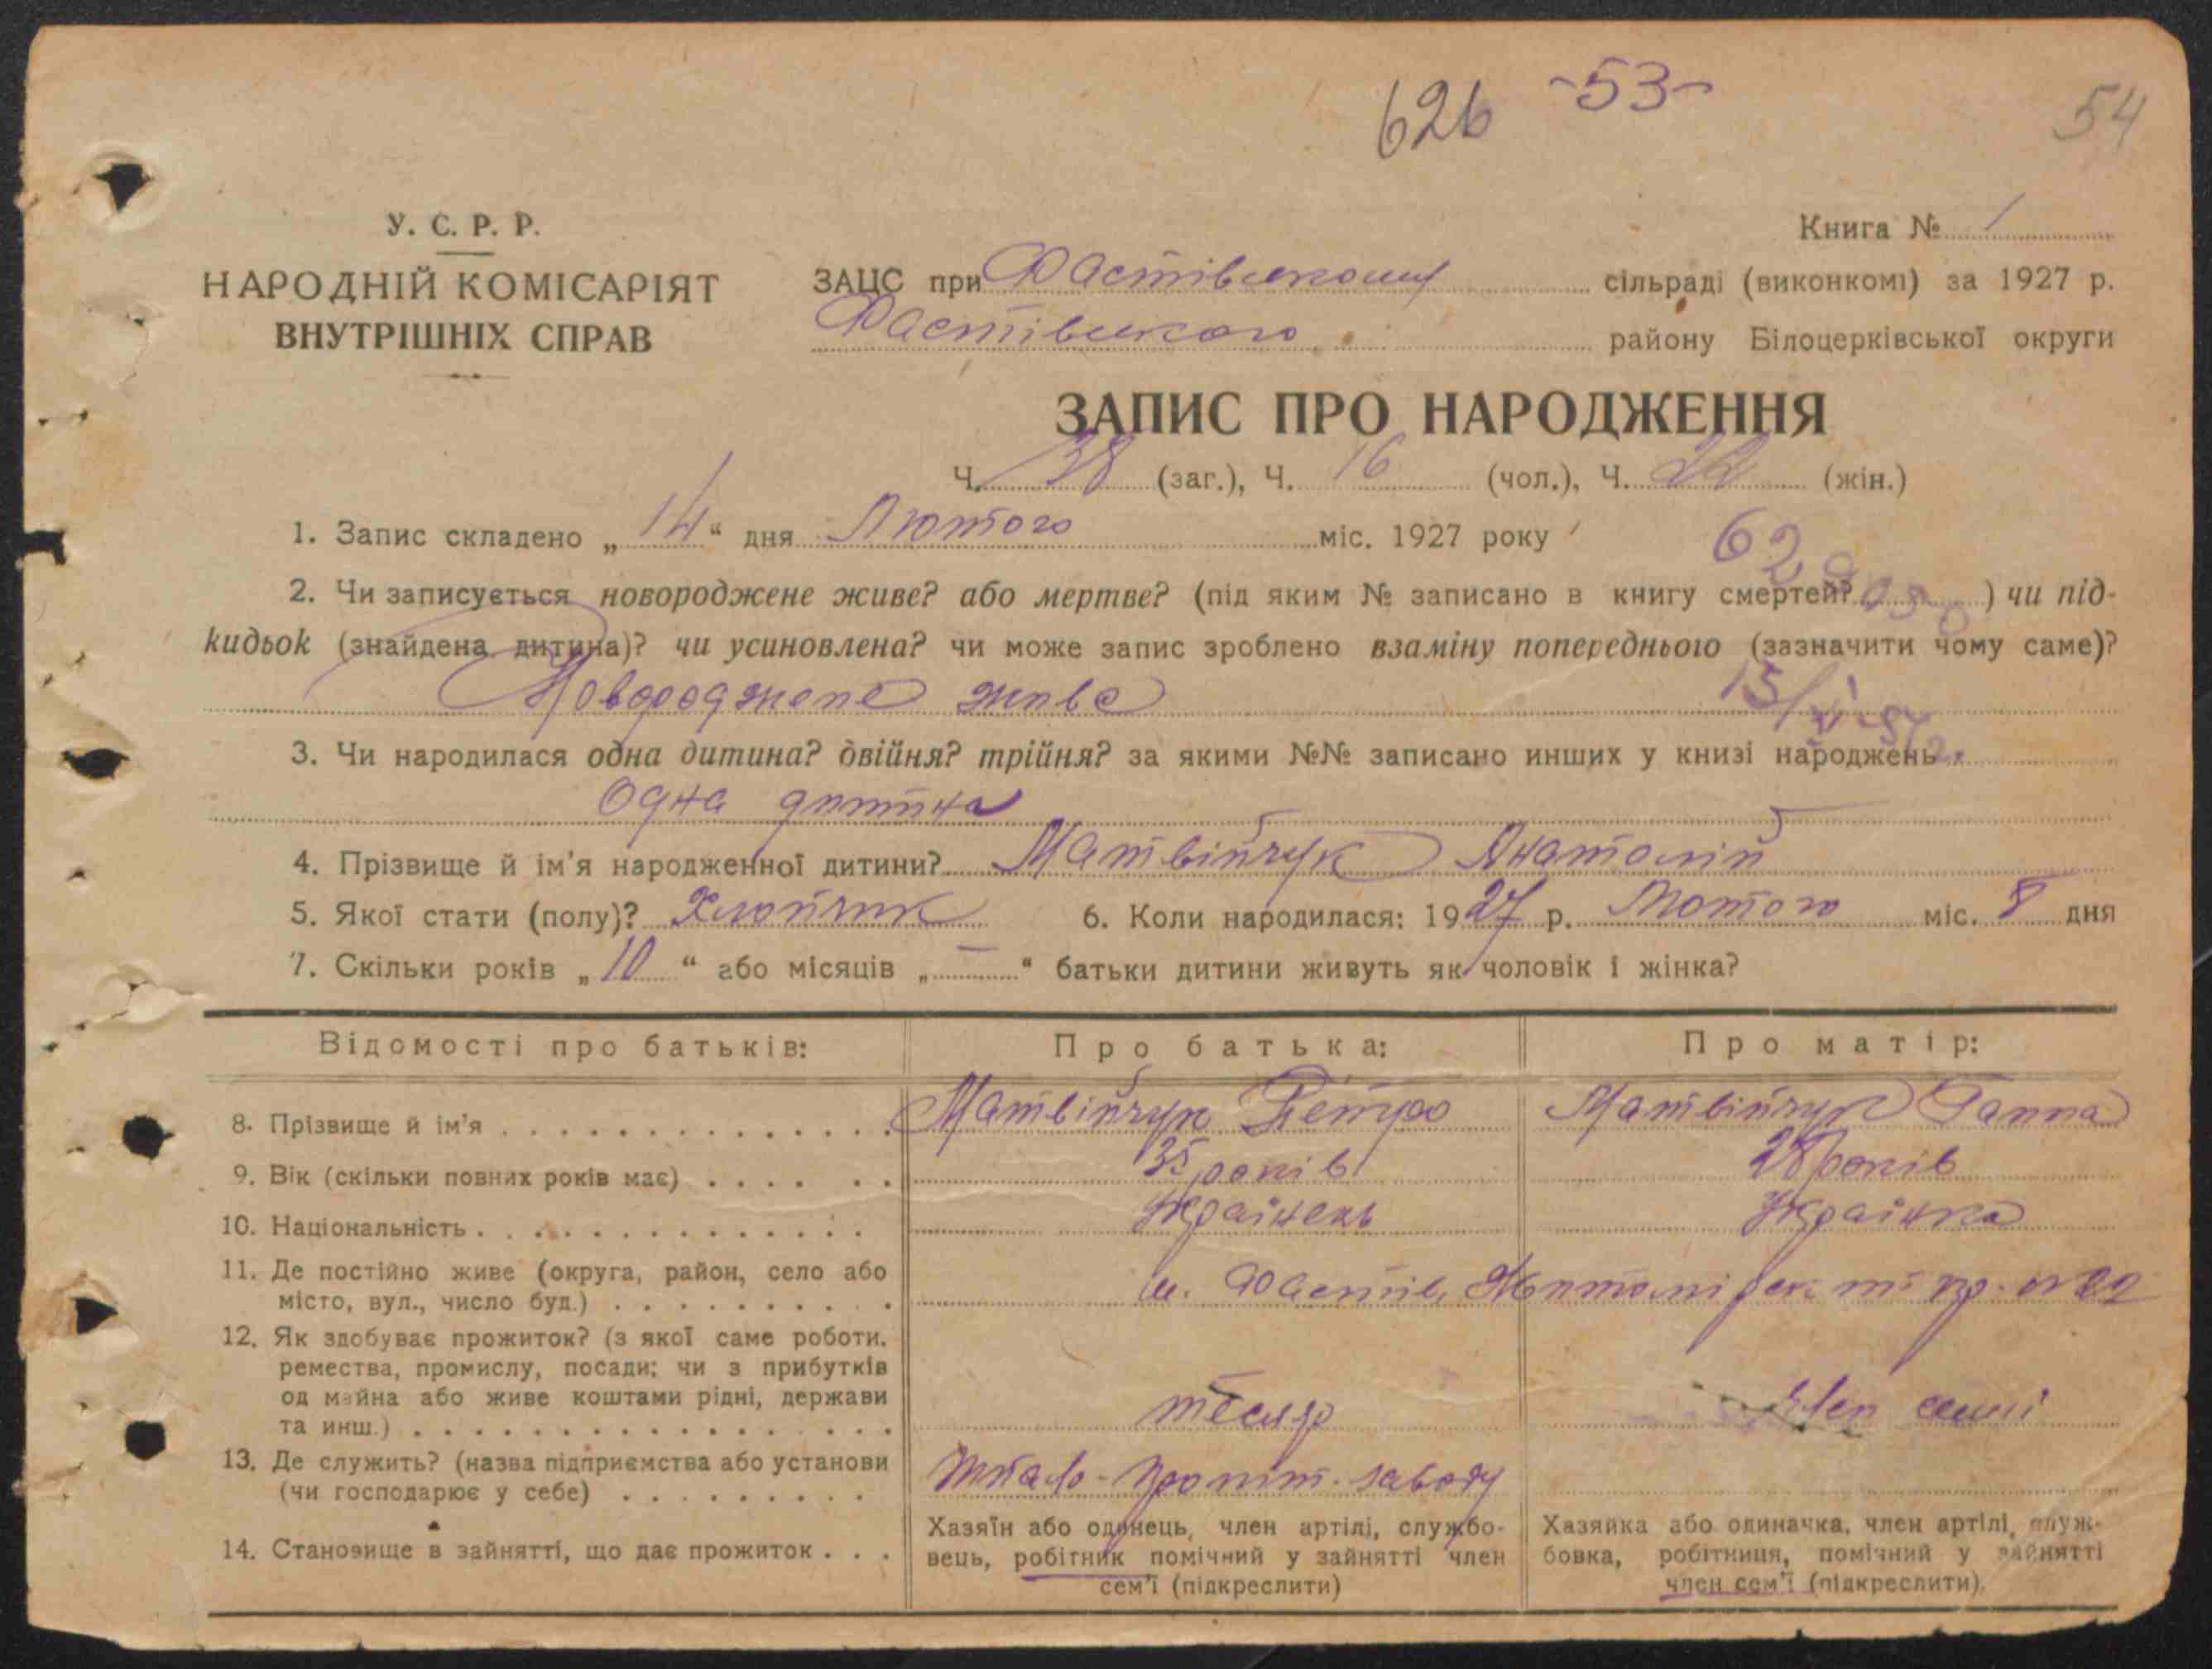 626 -53- 54
У. С. Р. Р.
НАРОДНІЙ КОМІСАРІЯТ
ВНУТРІШНІХ СПРАВ
Книга № 1
ЗАЦС при Фастівському сільраді (виконкомі) за 1927 р.
Фастівського району Білоцерківської округи
ЗАПИС ПРО НАРОДЖЕННЯ
Ч. 38 (заг.), Ч. 16 (чол.), Ч. 22 (жін.)
1. Запис складено „ 14 “ дня Лютого міс. 1927 року
2. Чи записується новороджене живе? або мертве? (під яким № записано в книгу смертей? ) чи під-
кидьок (знайдена дитина)? чи усиновлена? чи може запис зроблено взаміну попереднього (зазначити чому саме)?
Новороджене живе
3. Чи народилася одна дитина? двійня? трійня? за якими №№ записано инших у книзі народжень
Одна дитина
4. Прізвище й ім'я народженної дитини? Матвійчук Анатолій
5. Якої стати (полу)? Хлопчик 6. Коли народилася: 1927 р. Лютого міс. 8 дня
7. Скільки років „ 10 “ або місяців „ — “ батьки дитини живуть як чоловік і жінка?
Відомості про батьків: Про батька: Про матір:
8. Прізвище й ім'я Матвійчук Петро Матвійчук Ганна
9. Вік (скільки повних років має) 35 років 28 років
10. Національність Українець Українка
11. Де постійно живе (округа, район, село або
місто, вул., число буд.) м. Фастів,
12. Як здобуває прожиток? (з якої саме роботи,
ремества, промислу, посади; чи з прибутків
од майна або живе коштами рідні, держави
та инш.) тесляр член семьї
13. Де служить? (назва підприємства або установи
(чи господарює у себе) Шпало-пропит. заводу
14. Становище в зайнятті, що дає прожиток
Хазяїн або одинець, член артілі, службо-
вець, робітник помічний у зайнятті член
сем'ї (підкреслити)
Хазяйка або одиначка, член артілі, служ-
бовка, робітниця, помічний у зайнятті
член сем'ї (підкреслити).